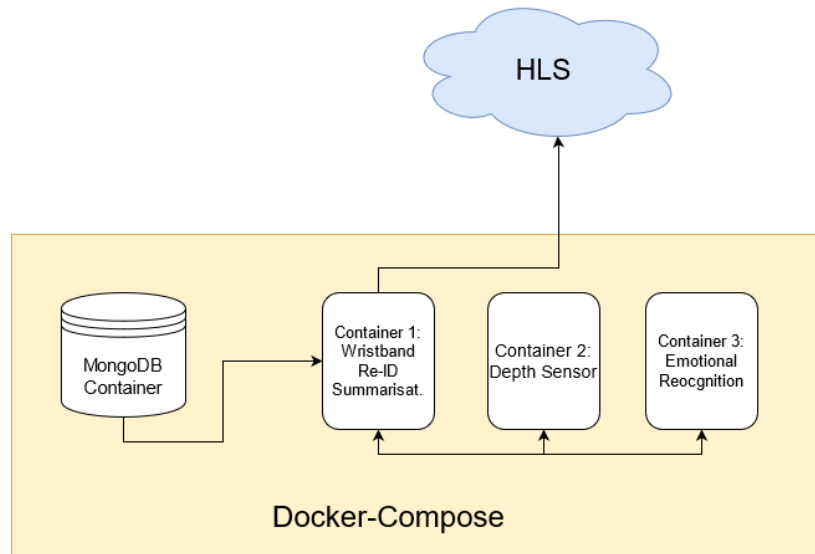 HLS
MongoDB
Container
Container 1:
Wristband
Re-ID
Summarisat.
Container 2:
Depth Sensor
Container 3:
Emotional
Reocgnition
Docker-Compose